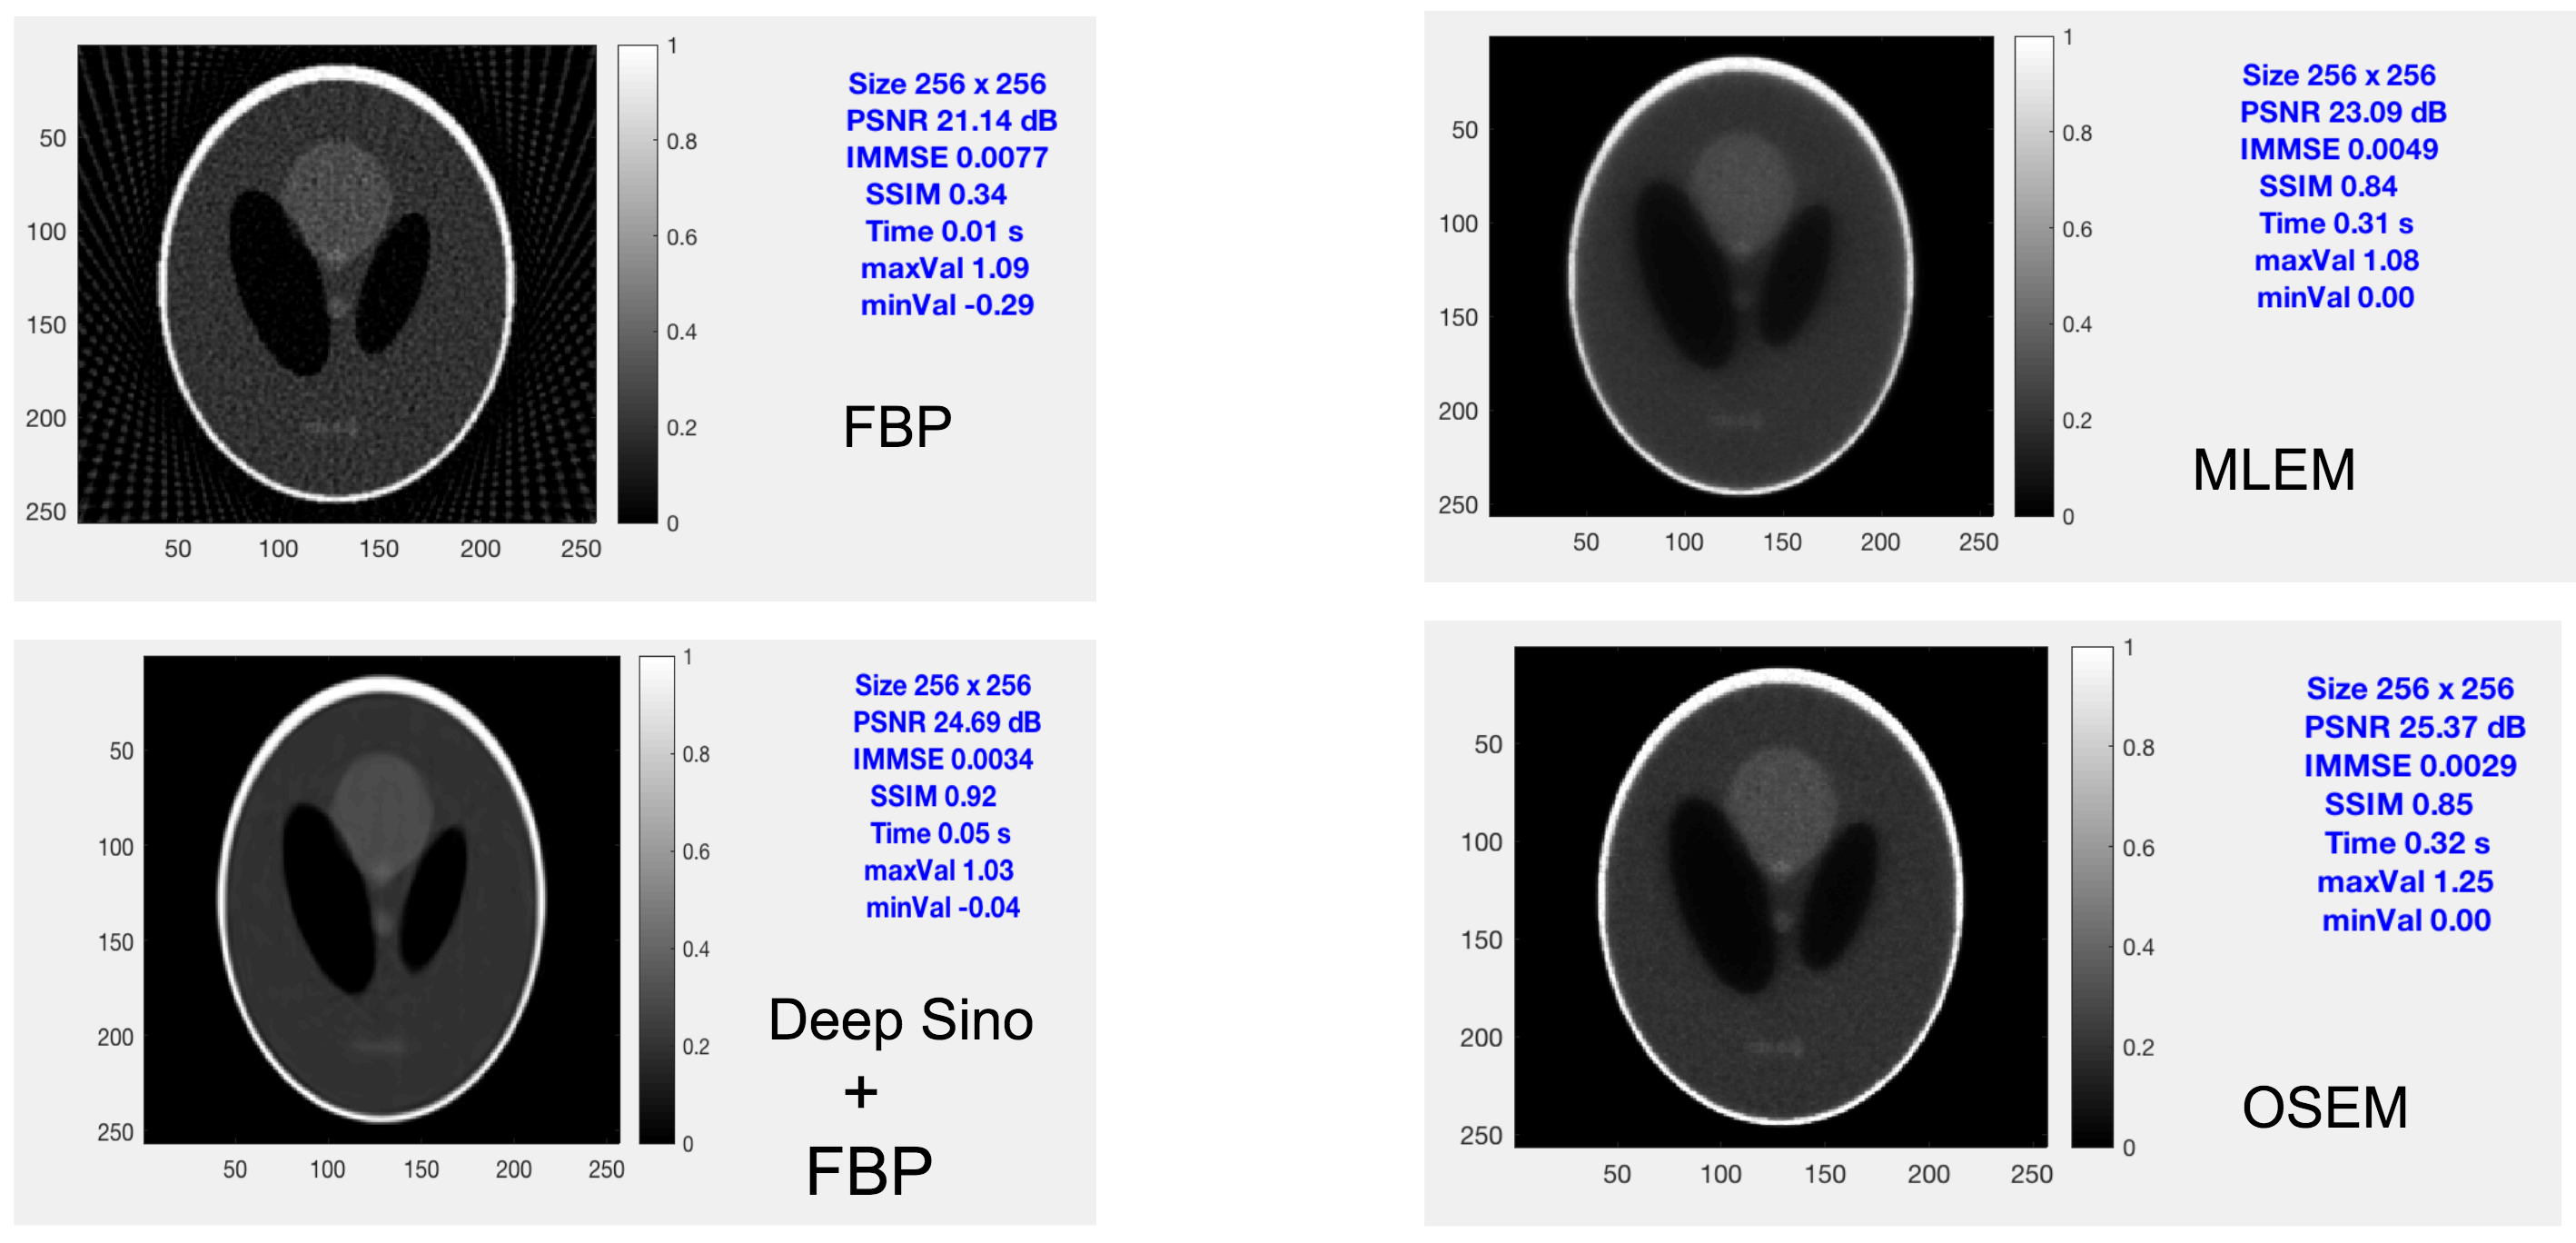 1
0.8
0.6
0.4
0.2
0
50
100
150
200
250
50 100 150 200 250
Size 256 x 256
PSNR 21.14 dB
IMMSE 0.0077
SSIM 0.34
Time 0.01 s
maxVal 1.09
minVal -0.29
FBP
1
0.8
0.6
0.4
0.2
0
50
100
150
200
250
50 100 150 200 250
Size 256 x 256
PSNR 23.09 dB
IMMSE 0.0049
SSIM 0.84
Time 0.31 s
maxVal 1.08
minVal 0.00
MLEM
1
0.8
0.6
0.4
0.2
0
50
100
150
200
250
50 100 150 200 250
Size 256 x 256
PSNR 24.69 dB
IMMSE 0.0034
SSIM 0.92
Time 0.05 s
maxVal 1.03
minVal -0.04
Deep Sino
+
FBP
1
0.8
0.6
0.4
0.2
0
50
100
150
200
250
50 100 150 200 250
Size 256 x 256
PSNR 25.37 dB
IMMSE 0.0029
SSIM 0.85
Time 0.32 s
maxVal 1.25
minVal 0.00
OSEM